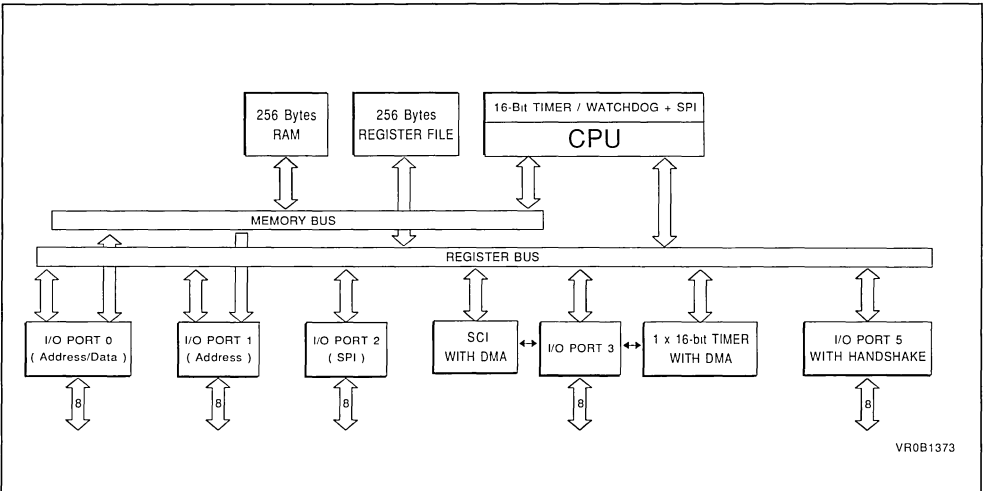 256 Bytes
RAM
256 Bytes
REGISTER FILE
16-Bit TIMER / WATCHDOG + SPI
CPU
MEMORY BUS
REGISTER BUS
I/O PORT 0
( Address/Data )
I/O PORT 1
( Address )
I/O PORT 2
( SPI )
SCI
WITH DMA
I/O PORT 3
1 x 16-bit TIMER
WITH DMA
I/O PORT 5
WITH HANDSHAKE
8
8
8
8
8
VR0B1373